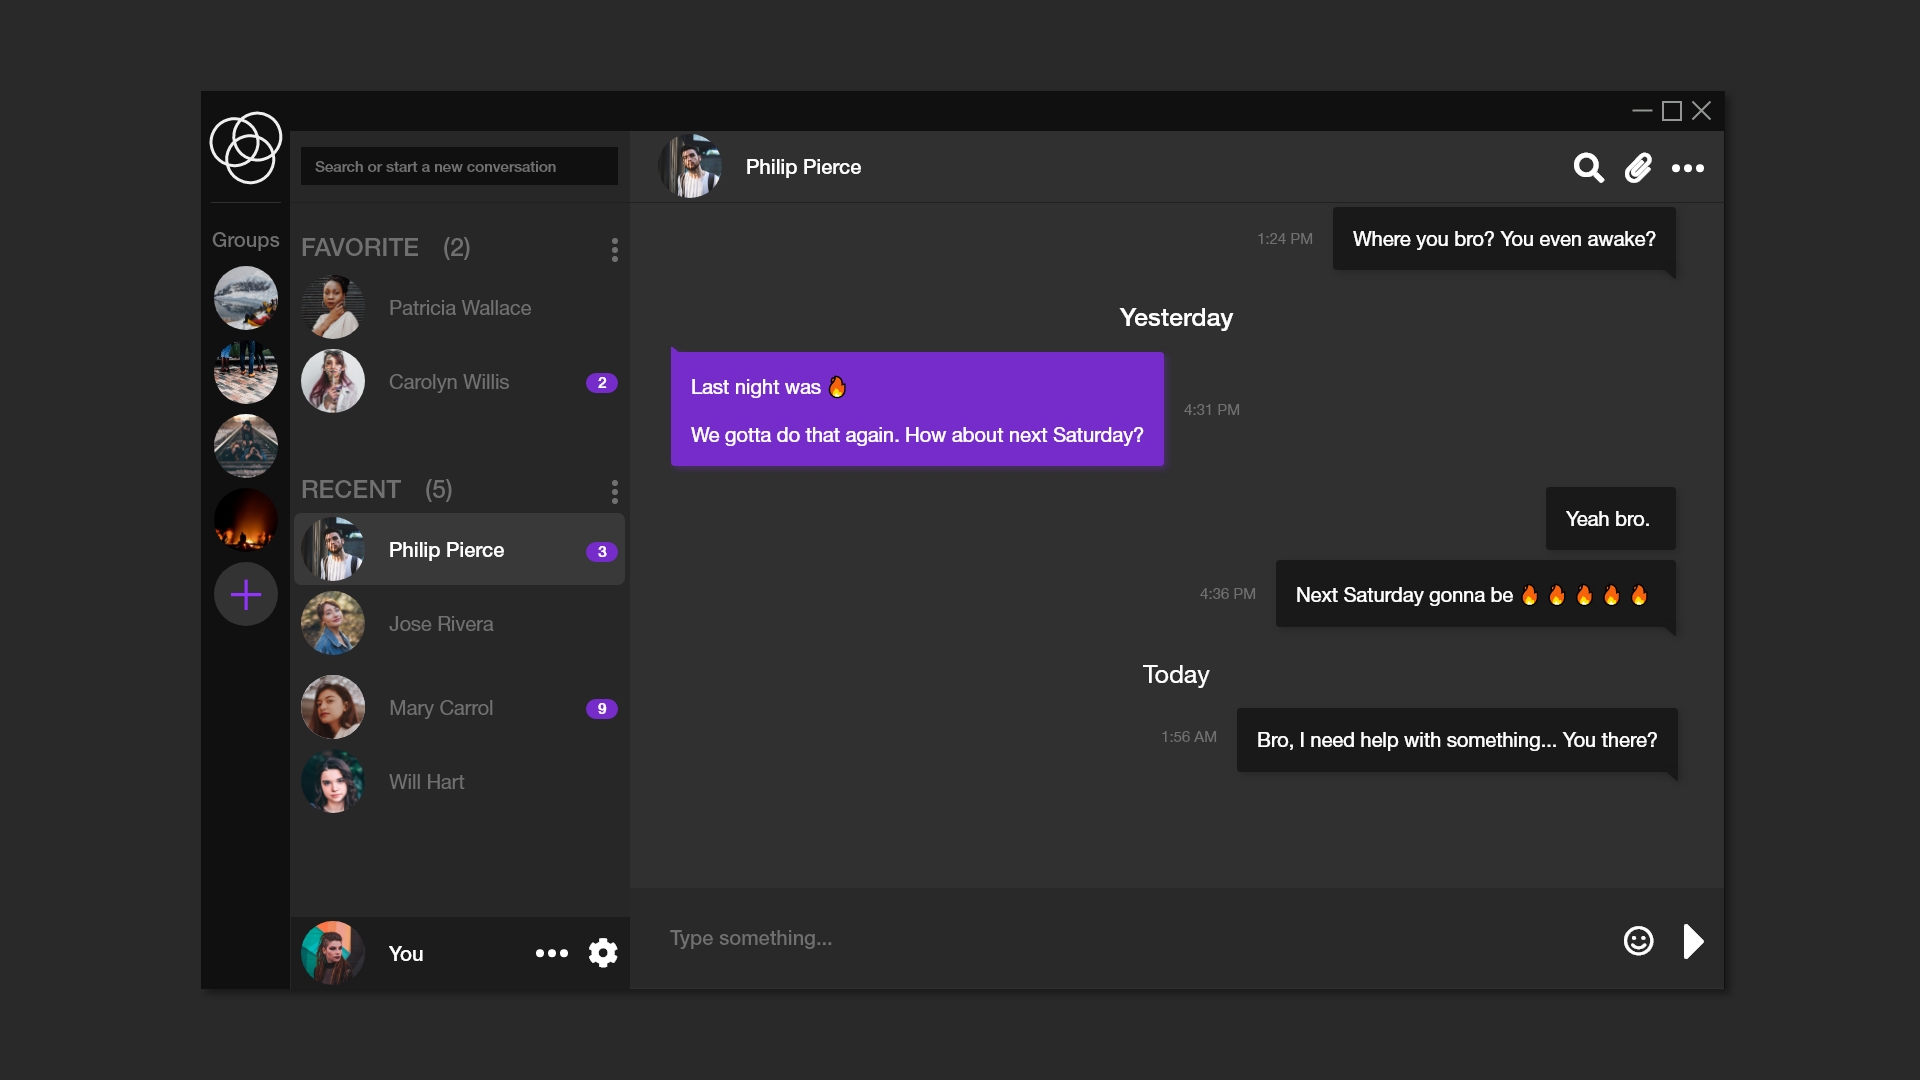 Search or start a new conversation
Groups
FAVORITE (2)
Patricia Wallace
Carolyn Willis 2
RECENT (5)
Philip Pierce 3
Jose Rivera
Mary Carrol 9
Will Hart
You
Philip Pierce
1:24 PM
Where you bro? You even awake?
Yesterday
Last night was 🔥
We gotta do that again. How about next Saturday?
4:31 PM
Yeah bro.
4:36 PM
Next Saturday gonna be 🔥 🔥 🔥 🔥 🔥
Today
1:56 AM
Bro, I need help with something... You there?
Type something...